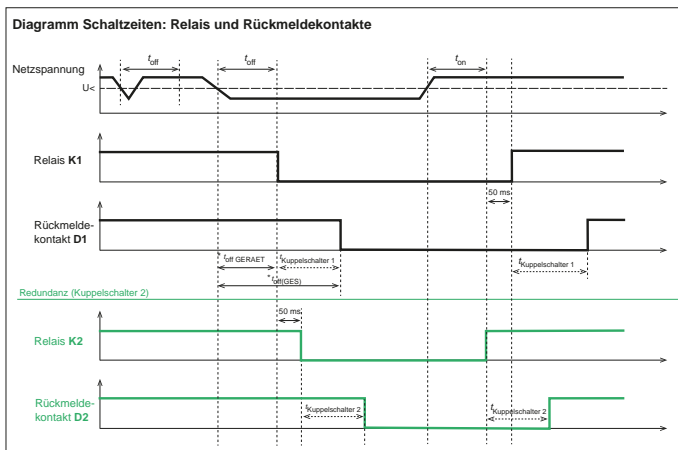 Diagramm Schaltzeiten: Relais und Rückmeldekontakte
toff
toff
ton
Netzspannung
U<
Relais K1
50 ms
Rückmelde-
kontakt D1
* toff GERAET
tKuppelschalter 1
tKuppelschalter 1
* toff(GES)
Redundanz (Kuppelschalter 2)
50 ms
Relais K2
Rückmelde-
kontakt D2
tKuppelschalter 2
tKuppelschalter 2